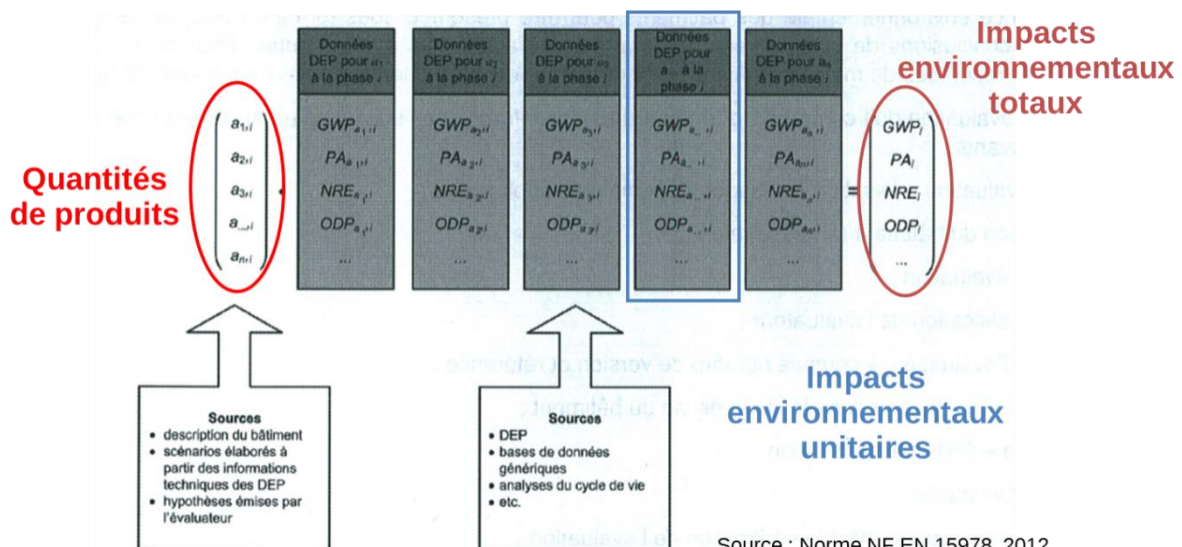 Impacts
environnementaux
totaux
Données
DEP pour a1
à la phase i
Données
DEP pour a2
à la phase i
Données
DEP pour a3
à la phase i
Données
DEP pour
a... à la
phase i
Données
DEP pour an
à la phase i
Quantités
de produits
a1,i
a2,i
a3,i
a...,i
an,i
GWPa1,i
PAa1,i
NREa1,i
ODPa1,i
...
GWPa2,i
PAa2,i
NREa2,i
ODPa2,i
...
GWPa3,i
PAa3,i
NREa3,i
ODPa3,i
...
GWPa...,i
PAa...,i
NREa...,i
ODPa...,i
...
GWPan,i
PAan,i
NREan,i
ODPan,i
...
=
GWPi
PAi
NREi
ODPi
...
Sources
• description du bâtiment
• scénarios élaborés à
partir des informations
techniques des DEP
• hypothèses émises par
l'évaluateur
Sources
• DEP
• bases de données
génériques
• analyses du cycle de vie
• etc.
Impacts
environnementaux
unitaires
Source : Norme NF EN 15978, 2012